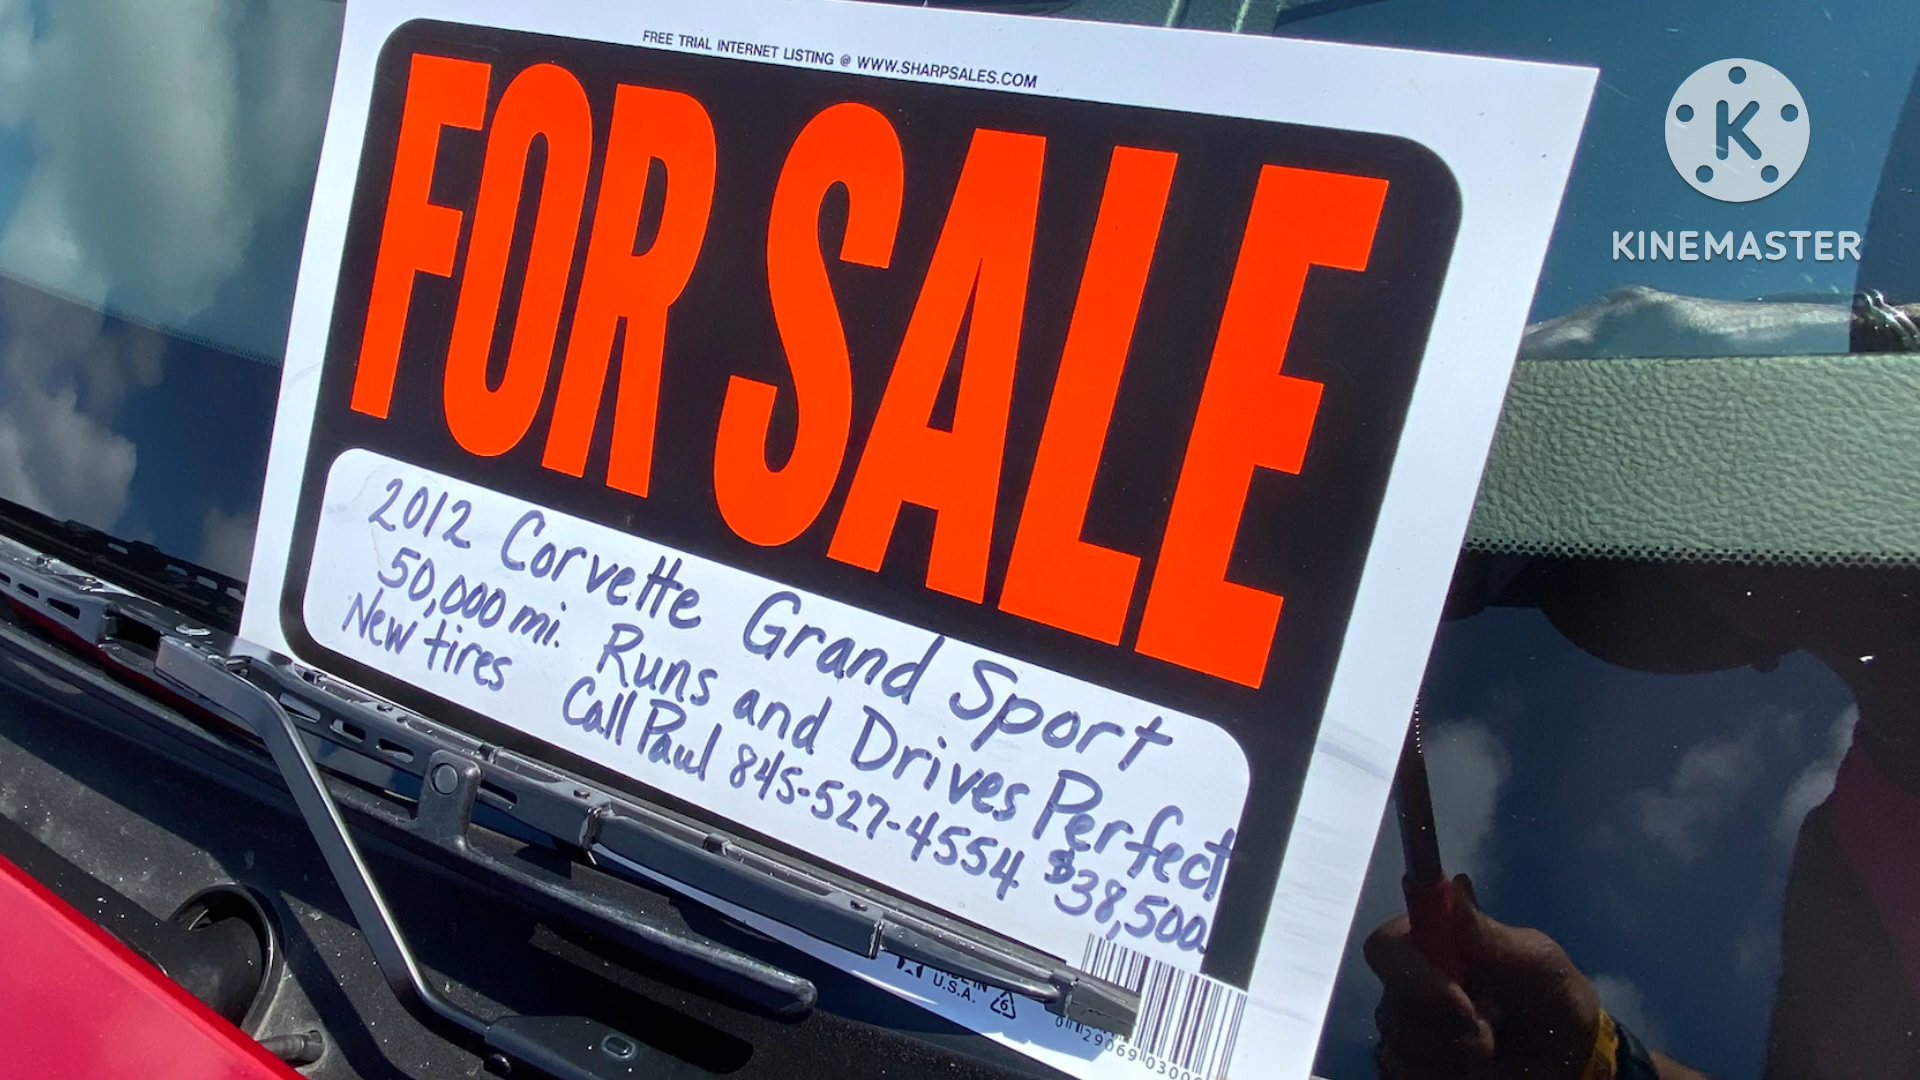 FREE TRIAL INTERNET LISTING @ WWW.SHARPSALES.COM
FOR SALE
2012 Corvette Grand Sport
50,000 mi. Runs and Drives Perfect
New tires Call Paul 845-527-4554 $38,500.
U.S.A.
K
KINEMASTER